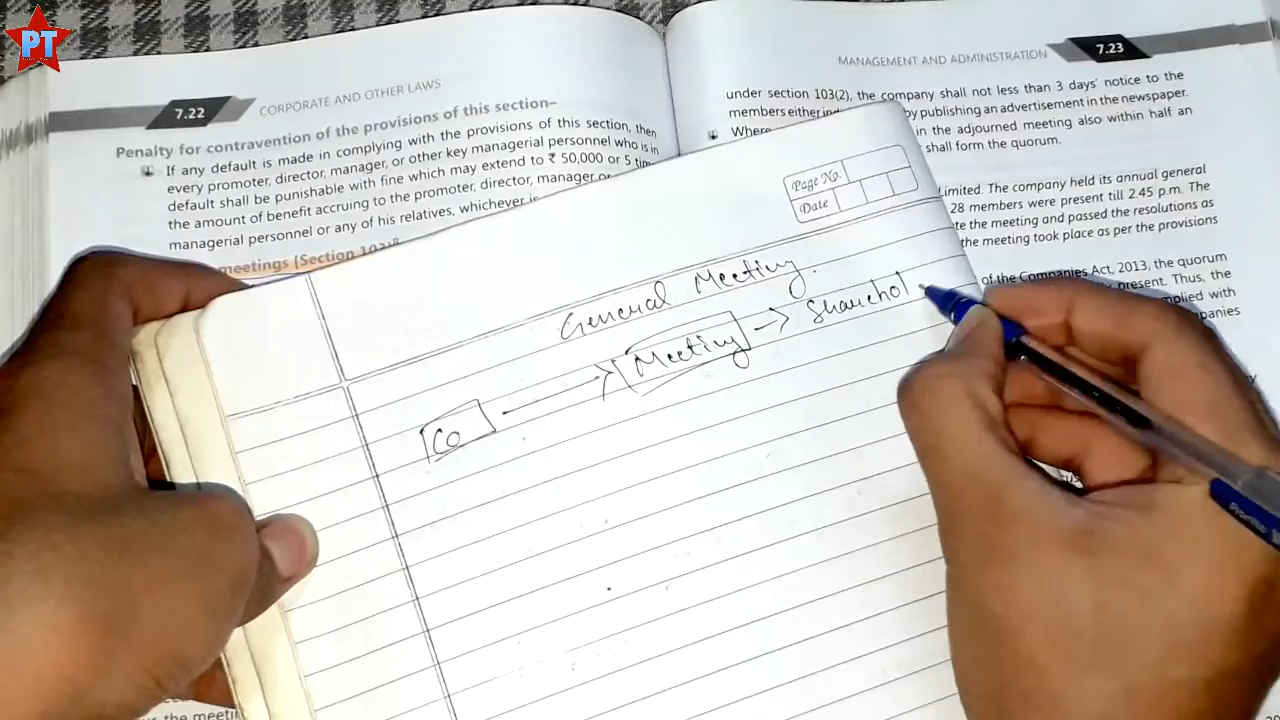 PT
7.22 CORPORATE AND OTHER LAWS
Penalty for contravention of the provisions of this section–
If any default is made in complying with the provisions of this section, then
every promoter, director, manager, or other key managerial personnel who is in
default shall be punishable with fine which may extend to ₹ 50,000 or 5
the amount of benefit accruing to the promoter, director, manager
managerial personnel or any of his relatives, whichever
meetings [Section
MANAGEMENT AND ADMINISTRATION 7.23
under section 103(2), the company shall not less than 3 days' notice to the
members either by publishing an advertisement in the newspaper.
Where in the adjourned meeting also within half an
shall form the quorum.
The company held its annual general
28 members were present till 2.45 p.m. The
the meeting and passed the resolutions as
the meeting took place as per the provisions
of the Companies Act, 2013, the quorum
present. Thus, the
with
Page No.
Date
General Meeting.
Co → Meeting → Sharehol